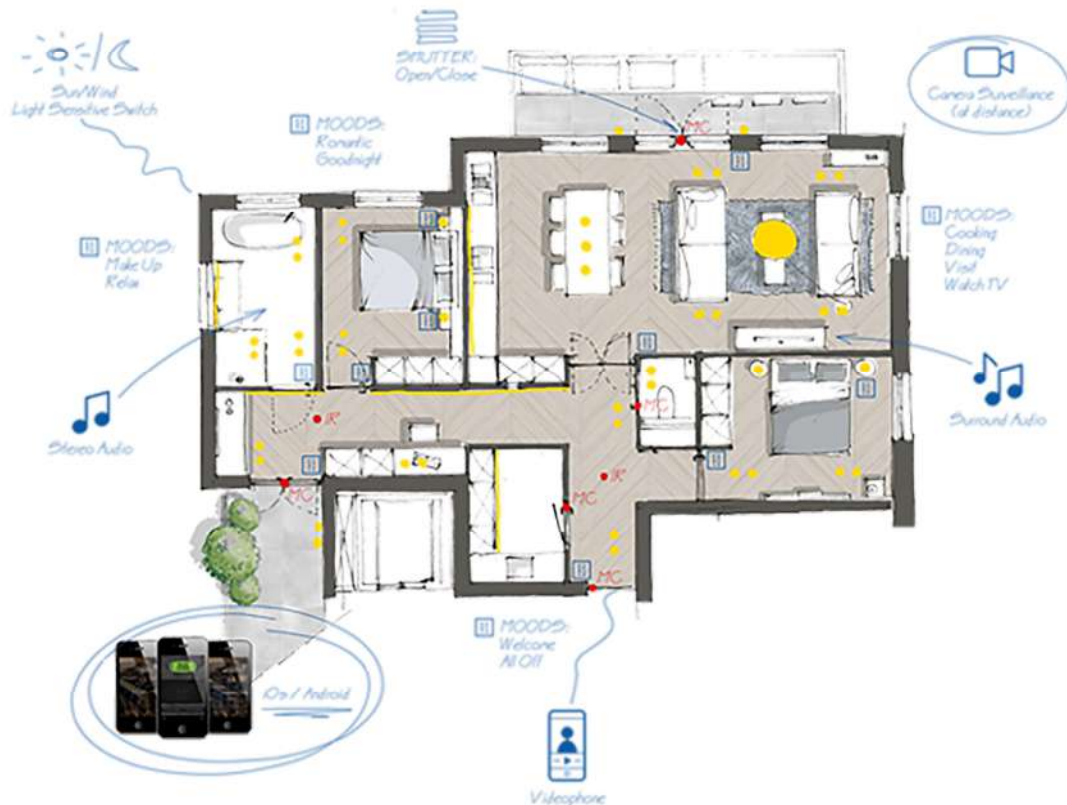 Sun/Wind
Light Sensitive Switch
SHUTTER:
Open/Close
Camera Surveillance
(at distance)
MOODS:
Romantic
Goodnight
MC
MOODS:
Make Up
Relax
MOODS:
Cooking
Dining
Visit
Watch TV
Stereo Audio
Surround Audio
IR
MC
IR
MC
MC
MC
MOODS:
Welcome
All Off
iOs / Android
Videophone